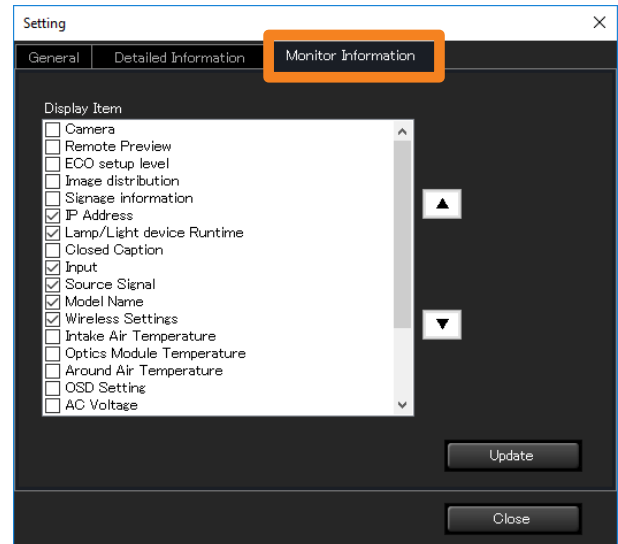 Setting
General
Detailed Information
Monitor Information
Display Item
Camera
Remote Preview
ECO setup level
Image distribution
Signage information
IP Address
Lamp/Light device Runtime
Closed Caption
Input
Source Signal
Model Name
Wireless Settings
Intake Air Temperature
Optics Module Temperature
Around Air Temperature
OSD Setting
AC Voltage
Update
Close